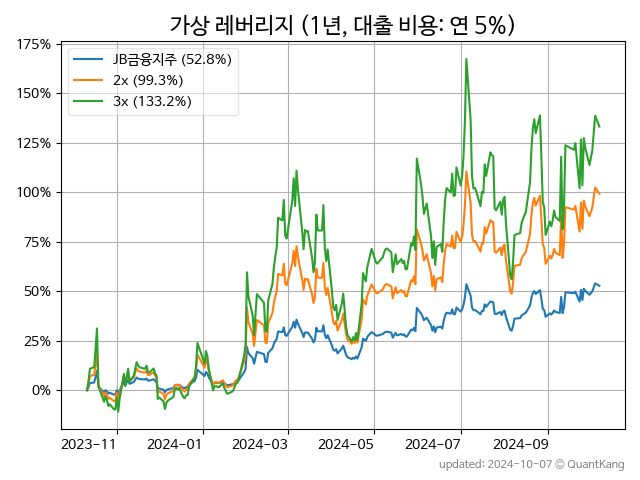 가상 레버리지 (1년, 대출 비용: 연 5%)
175%
150%
125%
100%
75%
50%
25%
0%
JB금융지주 (52.8%)
2x (99.3%)
3x (133.2%)
2023-11
2024-01
2024-03
2024-05
2024-07
2024-09
updated: 2024-10-07 © QuantKang